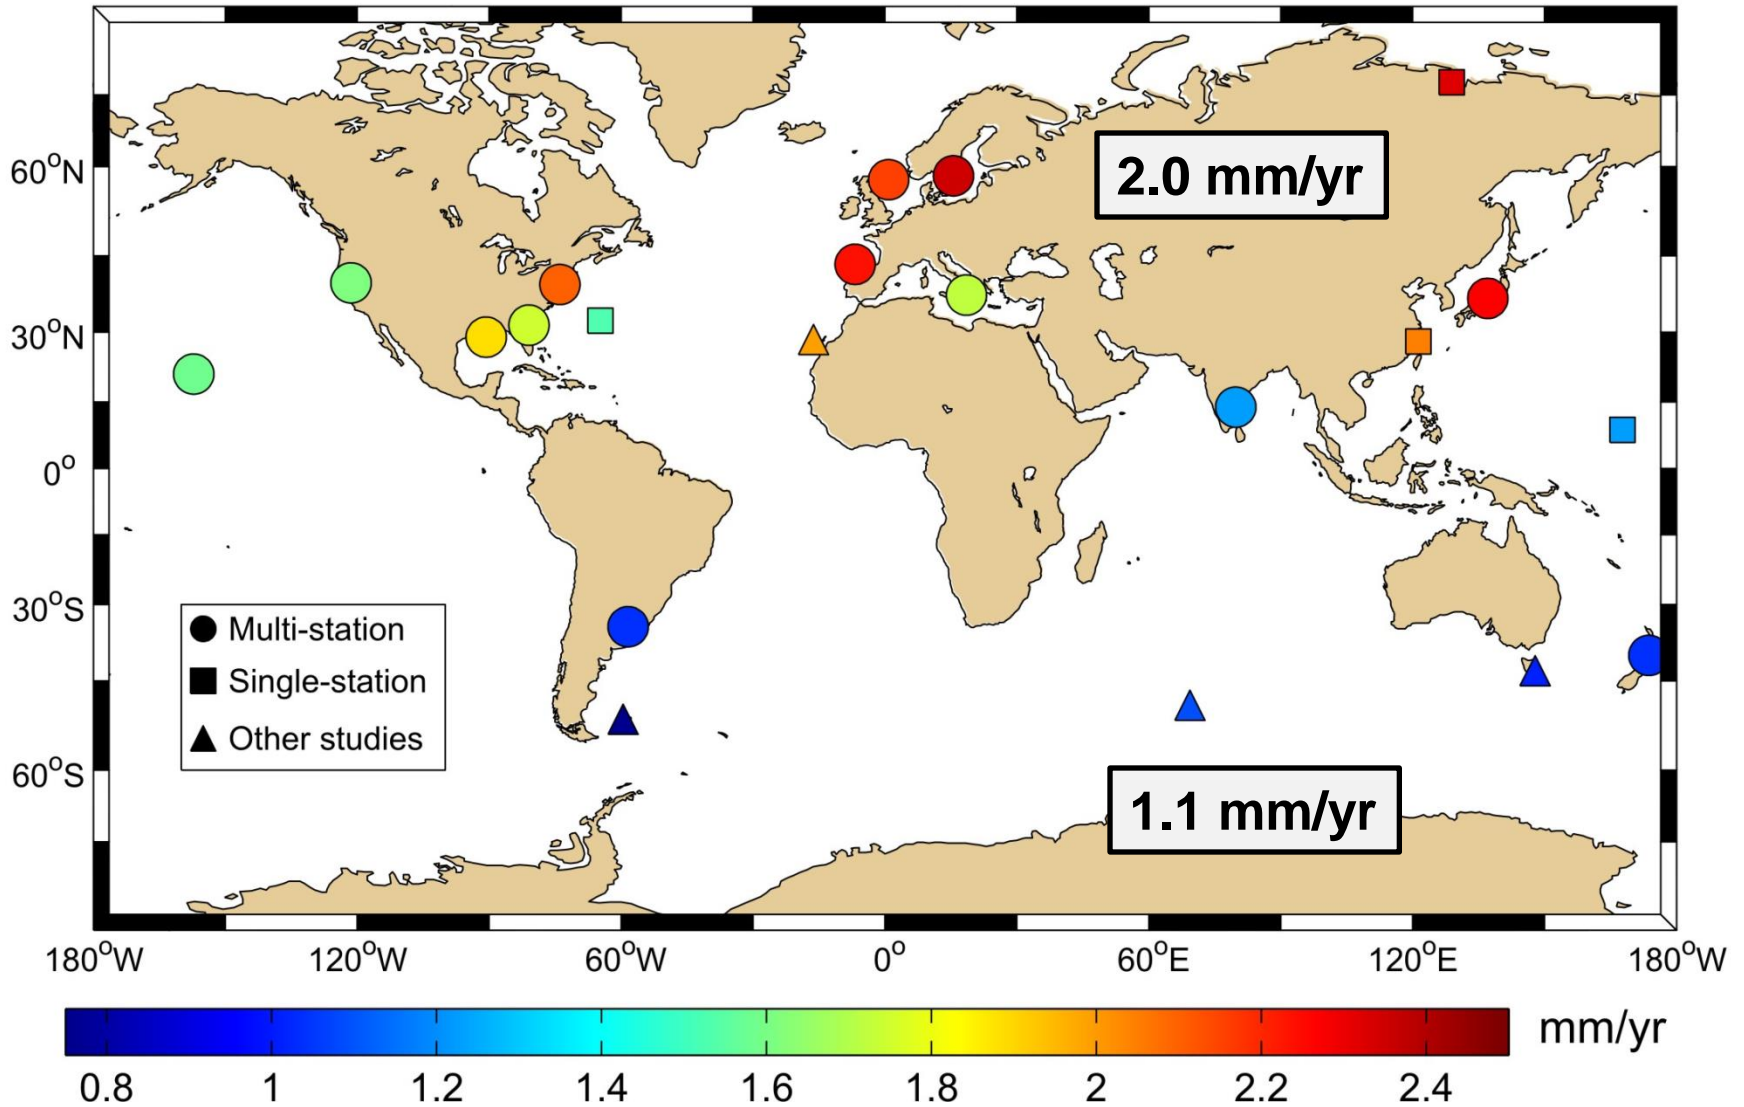 60°N
2.0 mm/yr
30°N
0°
30°S
Multi-station
Single-station
Other studies
60°S
1.1 mm/yr
180°W 120°W 60°W 0° 60°E 120°E 180°W
mm/yr
0.8 1 1.2 1.4 1.6 1.8 2 2.2 2.4